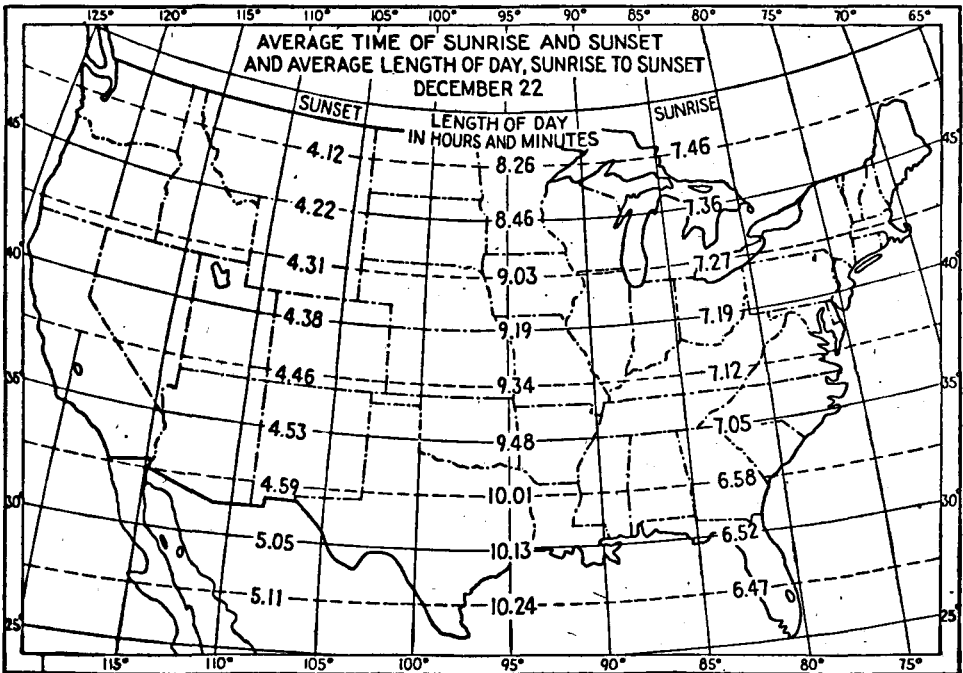 125° 120° 115° 110° 105° 100° 95° 90° 85° 80° 75° 70° 65°
AVERAGE TIME OF SUNRISE AND SUNSET
AND AVERAGE LENGTH OF DAY, SUNRISE TO SUNSET
DECEMBER 22
SUNSET
LENGTH OF DAY
IN HOURS AND MINUTES
SUNRISE
45° 45°
4.12 8.26 7.46
4.22 8.46 7.36
40° 40°
4.31 9.03 7.27
4.38 9.19 7.19
35° 35°
4.46 9.34 7.12
4.53 9.48 7.05
30° 30°
4.59 10.01 6.58
5.05 10.13 6.52
25° 25°
5.11 10.24 6.47
115° 110° 105° 100° 95° 90° 85° 80° 75°